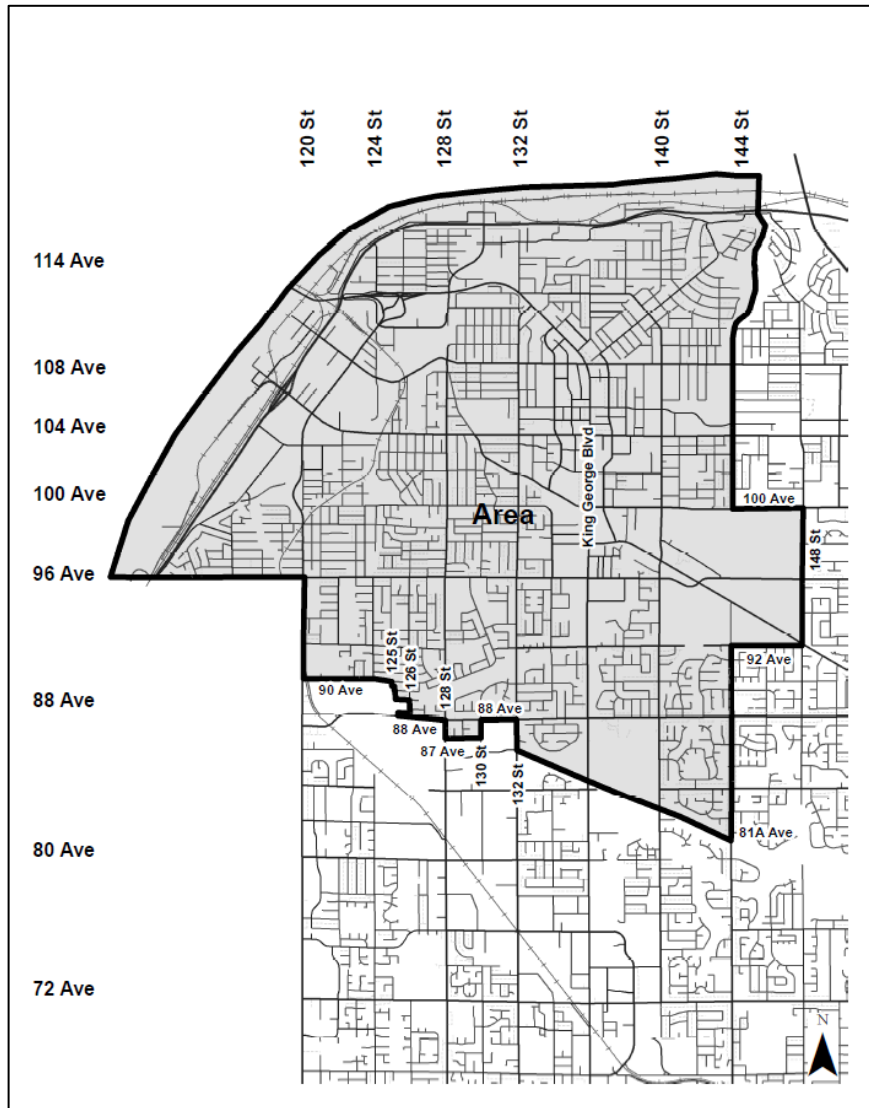 120 St
124 St
128 St
132 St
140 St
144 St
114 Ave
108 Ave
104 Ave
King George Blvd
100 Ave
100 Ave
Area
148 St
96 Ave
125 St
126 St
92 Ave
128 St
90 Ave
88 Ave
88 Ave
88 Ave
87 Ave
130 St
132 St
81A Ave
80 Ave
72 Ave
N